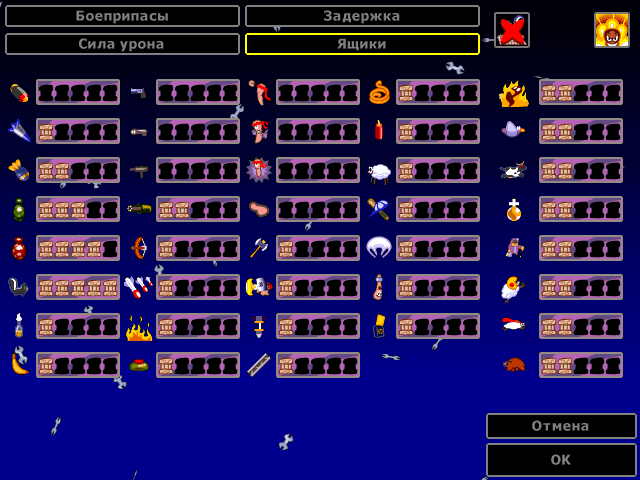 Боеприпасы
Задержка
Сила урона
Ящики
Отмена
OK